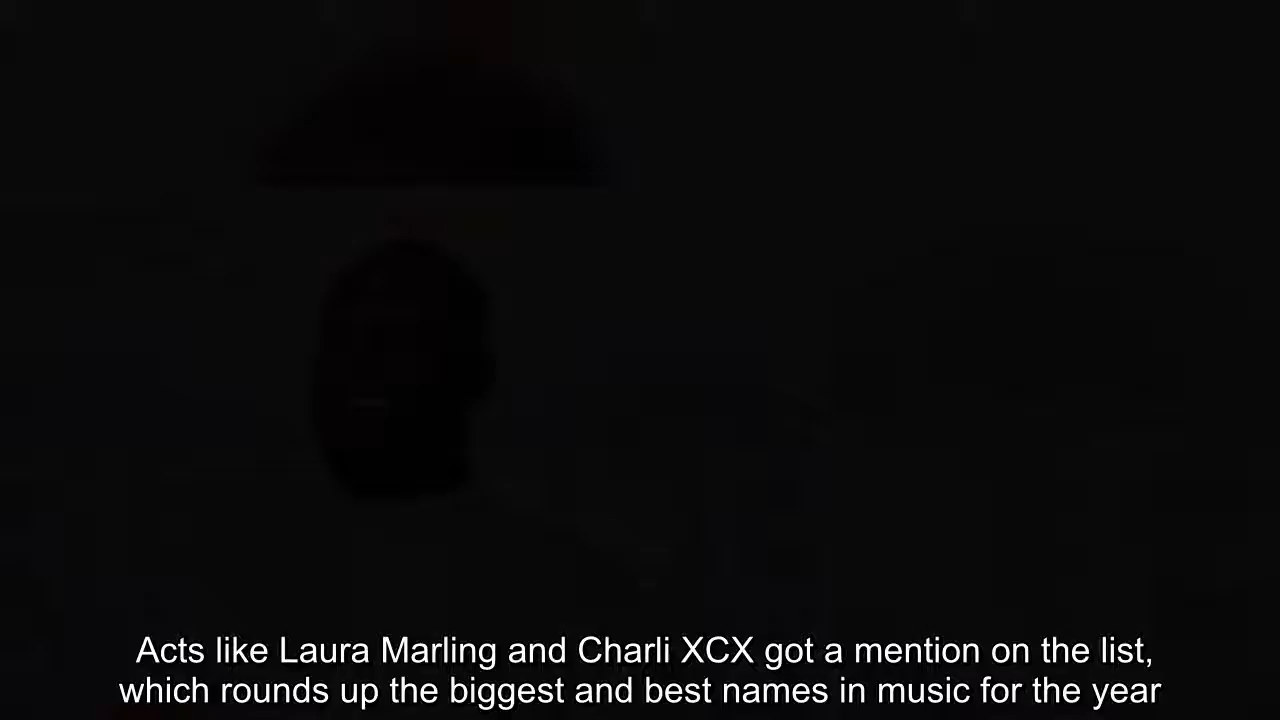 Acts like Laura Marling and Charli XCX got a mention on the list,
which rounds up the biggest and best names in music for the year